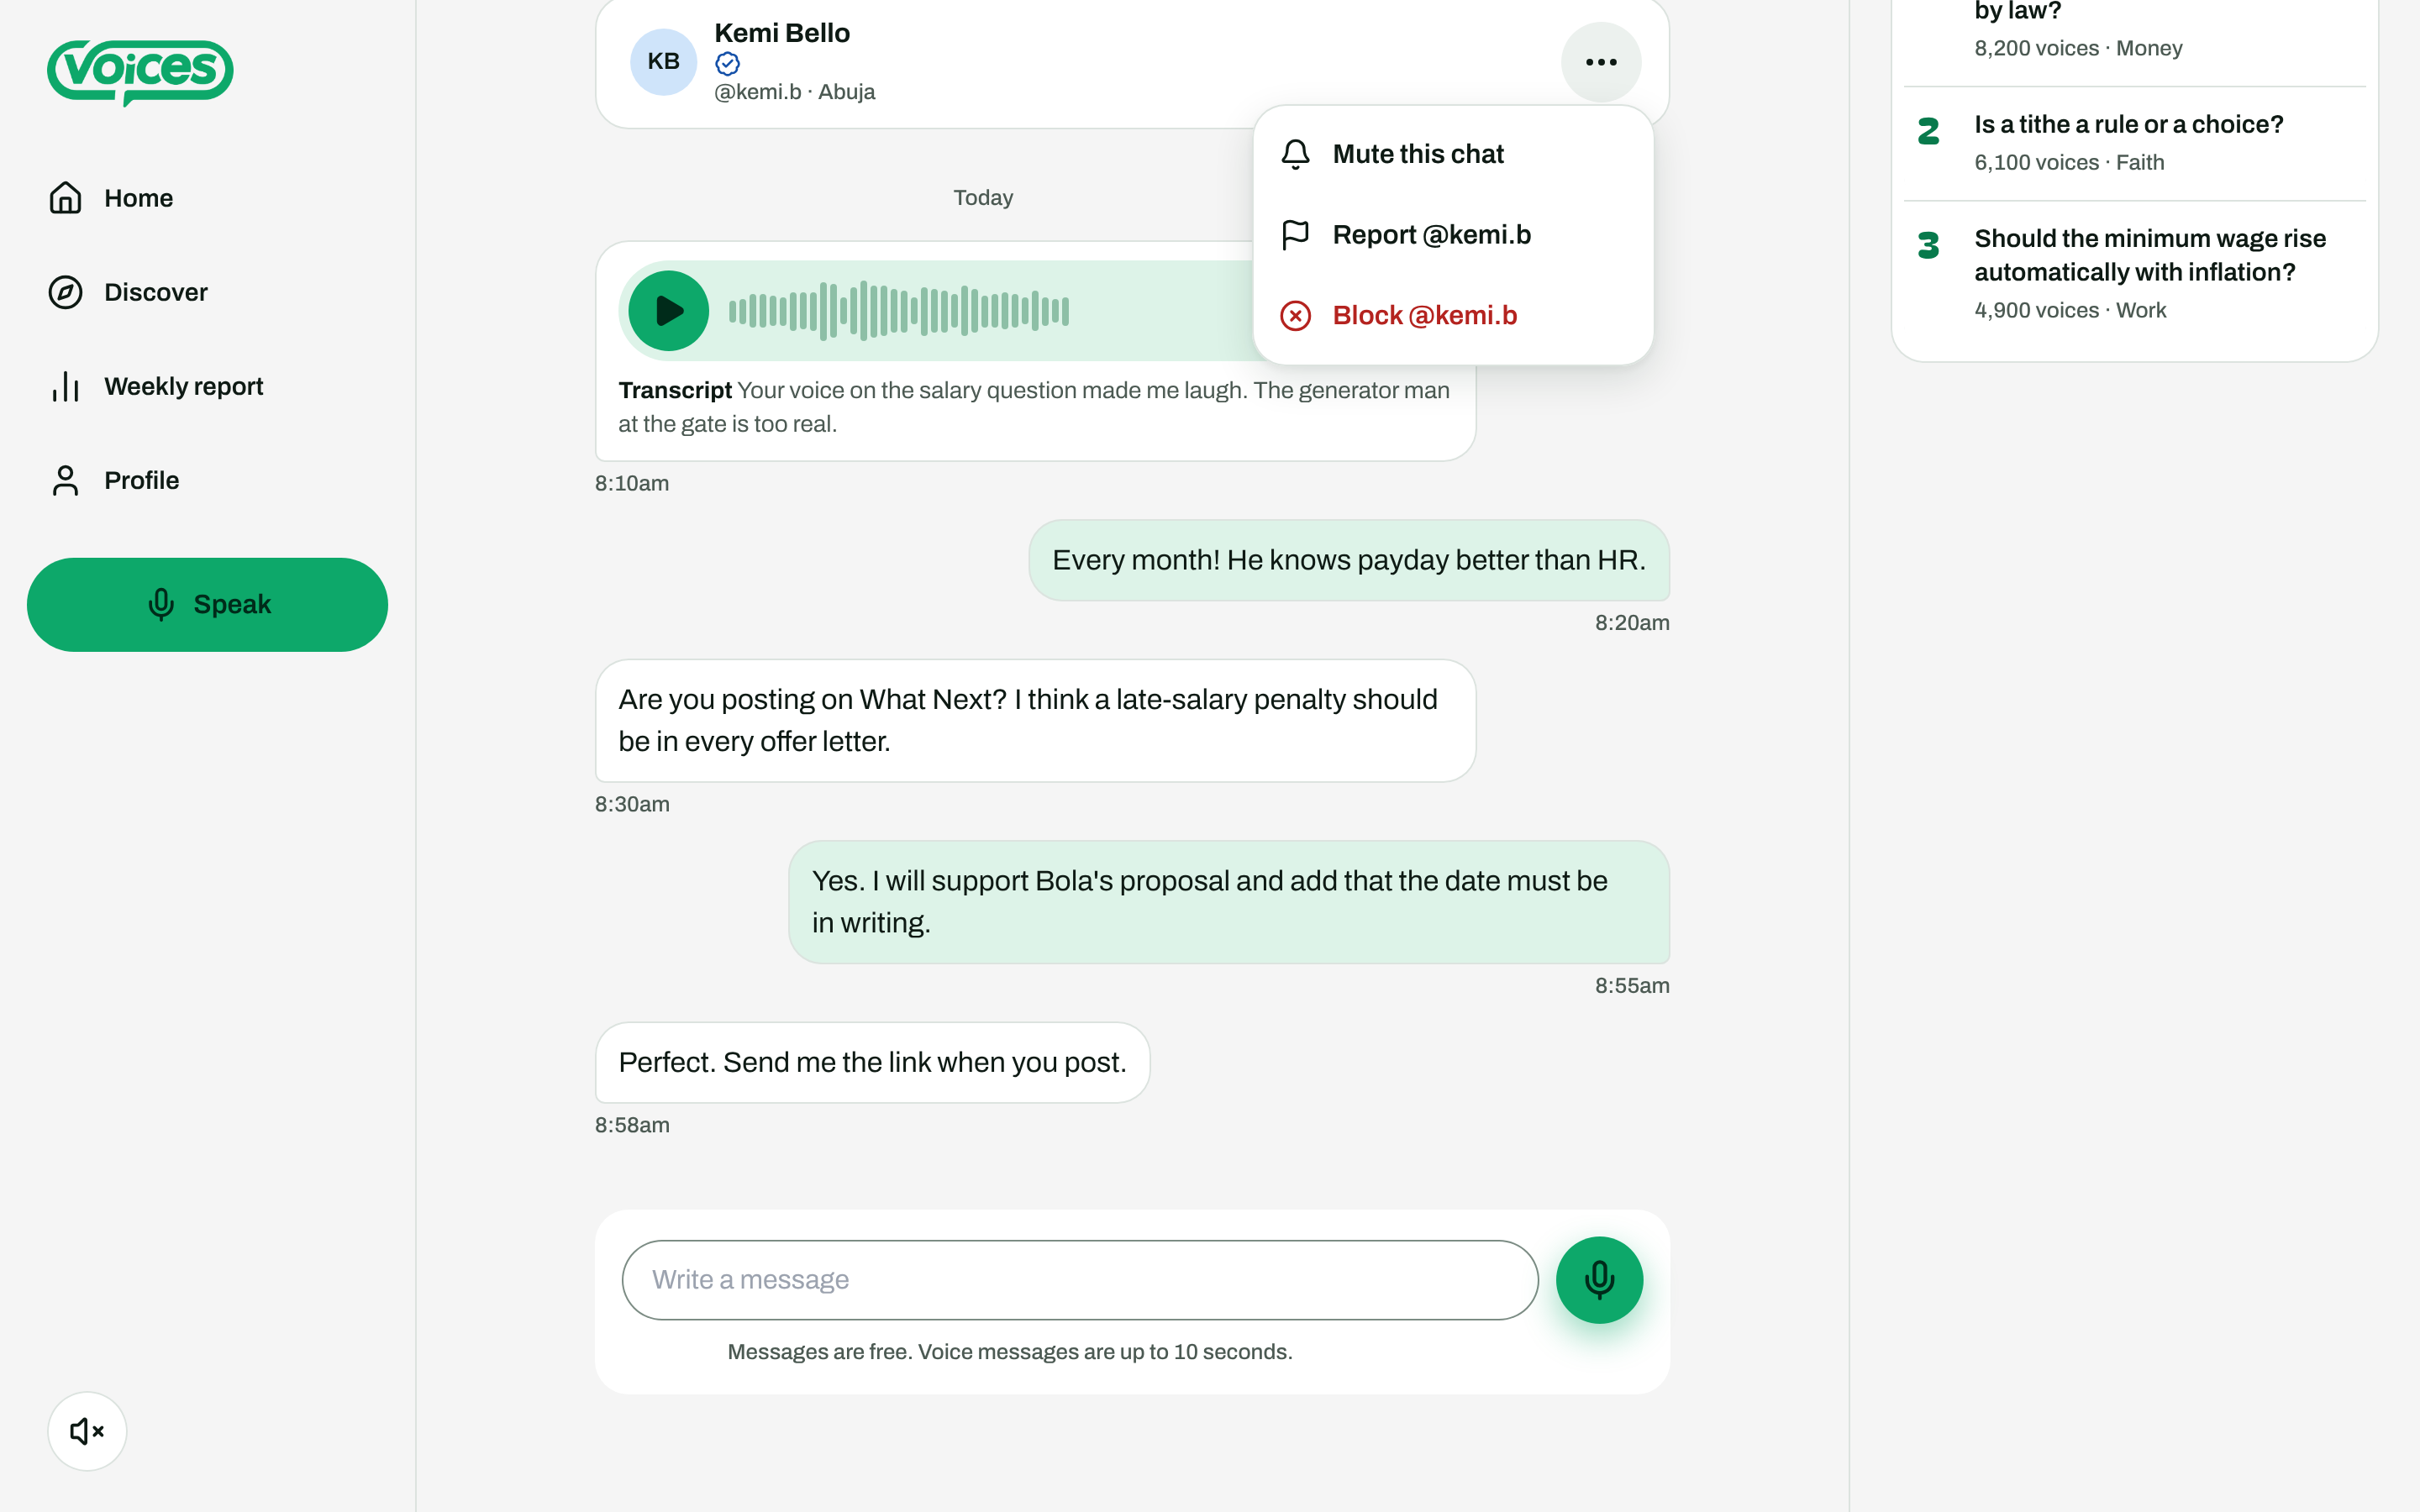 Voices
Home
Discover
Weekly report
Profile
Speak
KB
Kemi Bello
@kemi.b · Abuja
Mute this chat
Report @kemi.b
Block @kemi.b
Today
Transcript Your voice on the salary question made me laugh. The generator man
at the gate is too real.
8:10am
Every month! He knows payday better than HR.
8:20am
Are you posting on What Next? I think a late-salary penalty should
be in every offer letter.
8:30am
Yes. I will support Bola's proposal and add that the date must be
in writing.
8:55am
Perfect. Send me the link when you post.
8:58am
Write a message
Messages are free. Voice messages are up to 10 seconds.
by law?
8,200 voices · Money
2
Is a tithe a rule or a choice?
6,100 voices · Faith
3
Should the minimum wage rise
automatically with inflation?
4,900 voices · Work